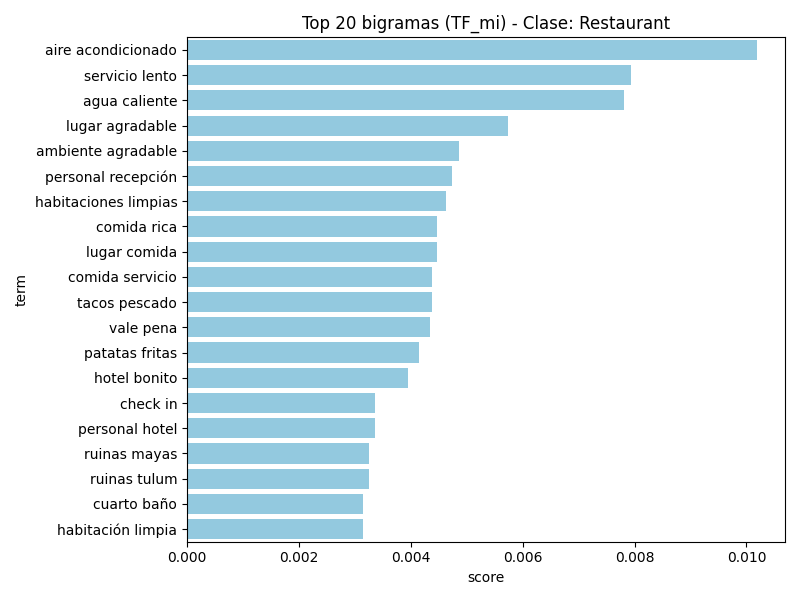 Top 20 bigramas (TF_mi) - Clase: Restaurant
aire acondicionado
servicio lento
agua caliente
lugar agradable
ambiente agradable
personal recepción
habitaciones limpias
comida rica
lugar comida
comida servicio
tacos pescado
vale pena
patatas fritas
hotel bonito
check in
personal hotel
ruinas mayas
ruinas tulum
cuarto baño
habitación limpia
term
0.000 0.002 0.004 0.006 0.008 0.010
score